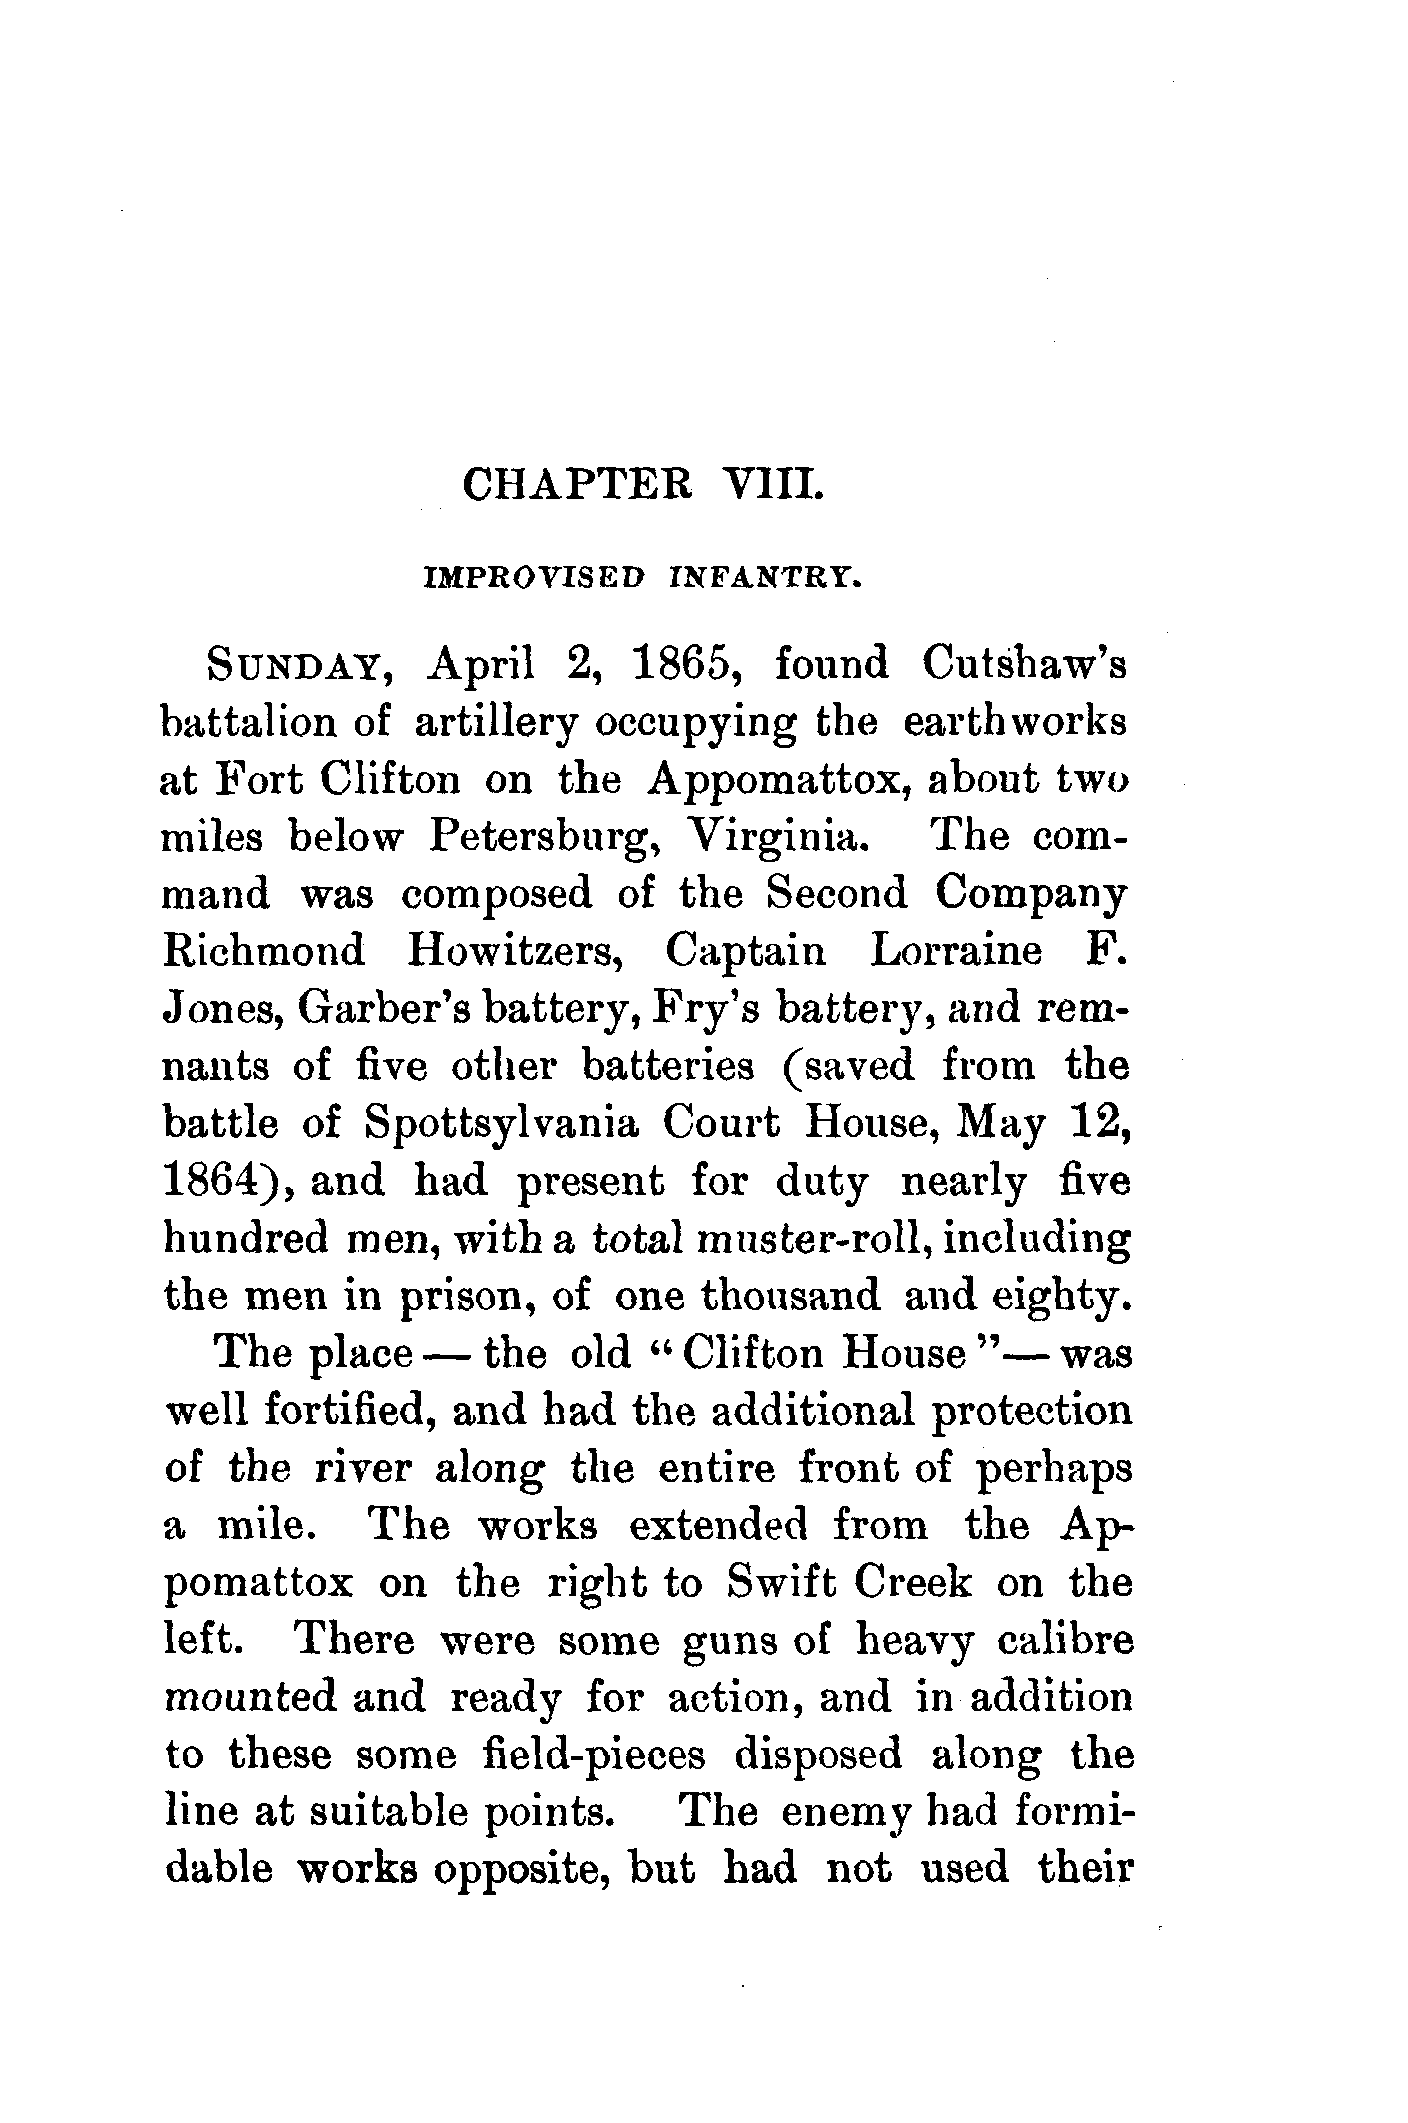 CHAPTER VIII.
IMPROVISED INFANTRY.
SUNDAY, April 2, 1865, found Cutshaw's
battalion of artillery occupying the earthworks
at Fort Clifton on the Appomattox, about two
miles below Petersburg, Virginia. The com-
mand was composed of the Second Company
Richmond Howitzers, Captain Lorraine F.
Jones, Garber's battery, Fry's battery, and rem-
nants of five other batteries (saved from the
battle of Spottsylvania Court House, May 12,
1864), and had present for duty nearly five
hundred men, with a total muster-roll, including
the men in prison, of one thousand and eighty.
The place — the old “Clifton House” — was
well fortified, and had the additional protection
of the river along the entire front of perhaps
a mile. The works extended from the Ap-
pomattox on the right to Swift Creek on the
left. There were some guns of heavy calibre
mounted and ready for action, and in addition
to these some field-pieces disposed along the
line at suitable points. The enemy had formi-
dable works opposite, but had not used their